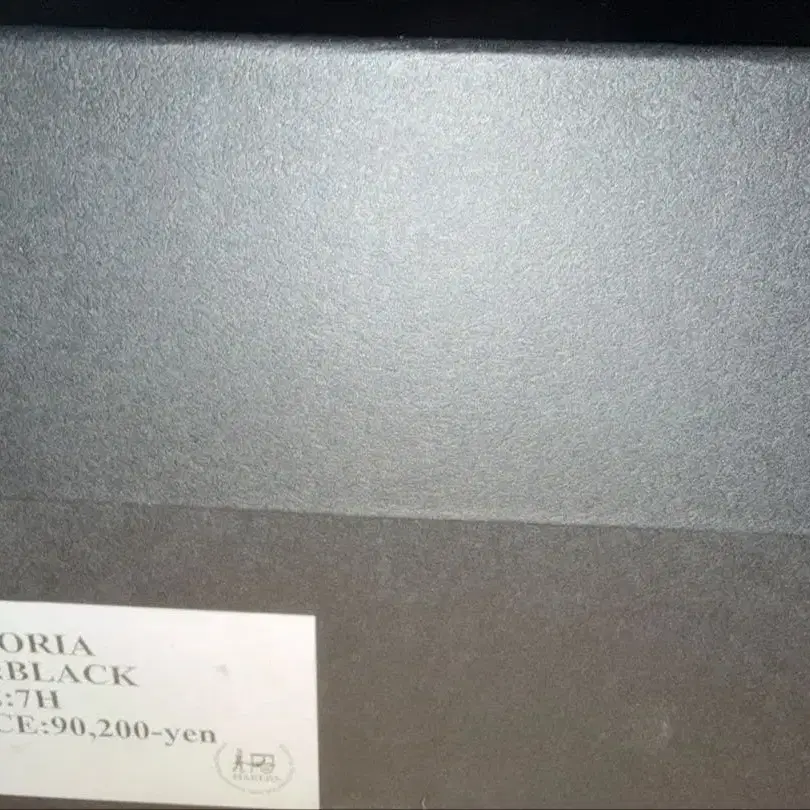 ORIA
BLACK
:7H
CE:90,200-yen